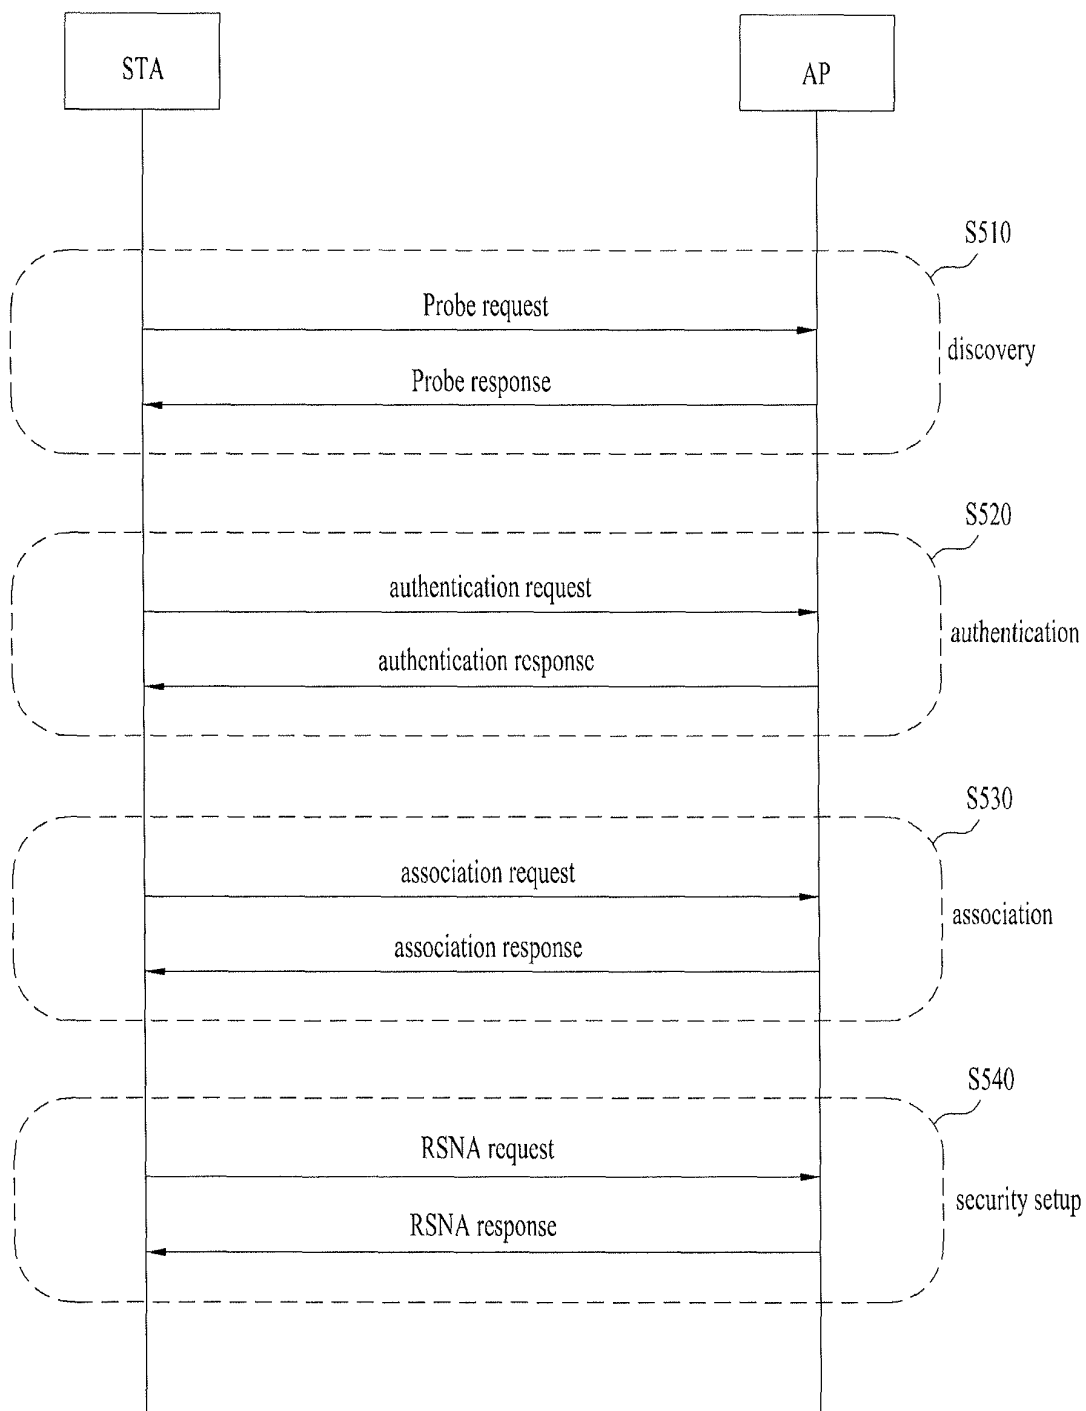 STA
AP
S510
Probe request
discovery
Probe response
S520
authentication request
authentication
authentication response
S530
association request
association
association response
S540
RSNA request
security setup
RSNA response